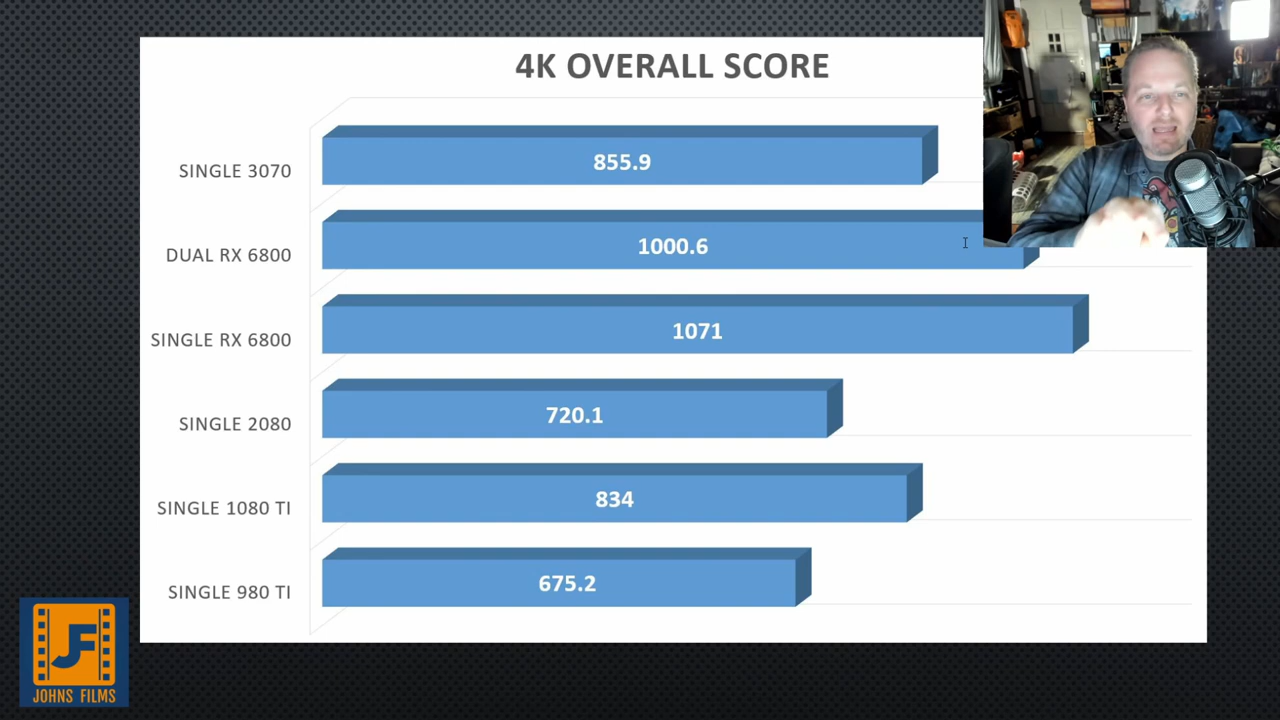 4K OVERALL SCORE
SINGLE 3070
855.9
DUAL RX 6800
1000.6
SINGLE RX 6800
1071
SINGLE 2080
720.1
SINGLE 1080 TI
834
SINGLE 980 TI
675.2
JF
JOHNS FILMS